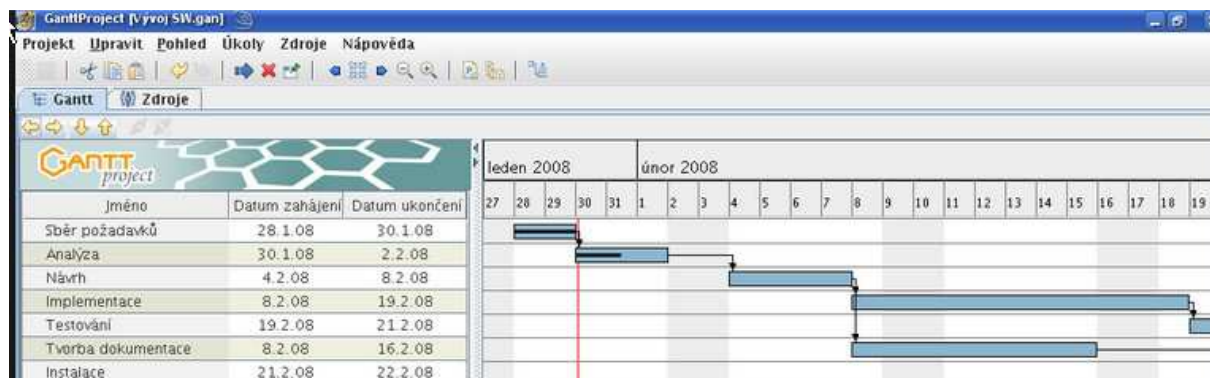 GanttProject [Vývoj SW.gan]
Projekt Upravit Pohled Úkoly Zdroje Nápověda
Gantt Zdroje
GANTT
project
leden 2008 únor 2008
Jméno Datum zahájení Datum ukončení 27 28 29 30 31 1 2 3 4 5 6 7 8 9 10 11 12 13 14 15 16 17 18 19
Sběr požadavků 28.1.08 30.1.08
Analýza 30.1.08 2.2.08
Návrh 4.2.08 8.2.08
Implementace 8.2.08 19.2.08
Testování 19.2.08 21.2.08
Tvorba dokumentace 8.2.08 16.2.08
Instalace 21.2.08 22.2.08